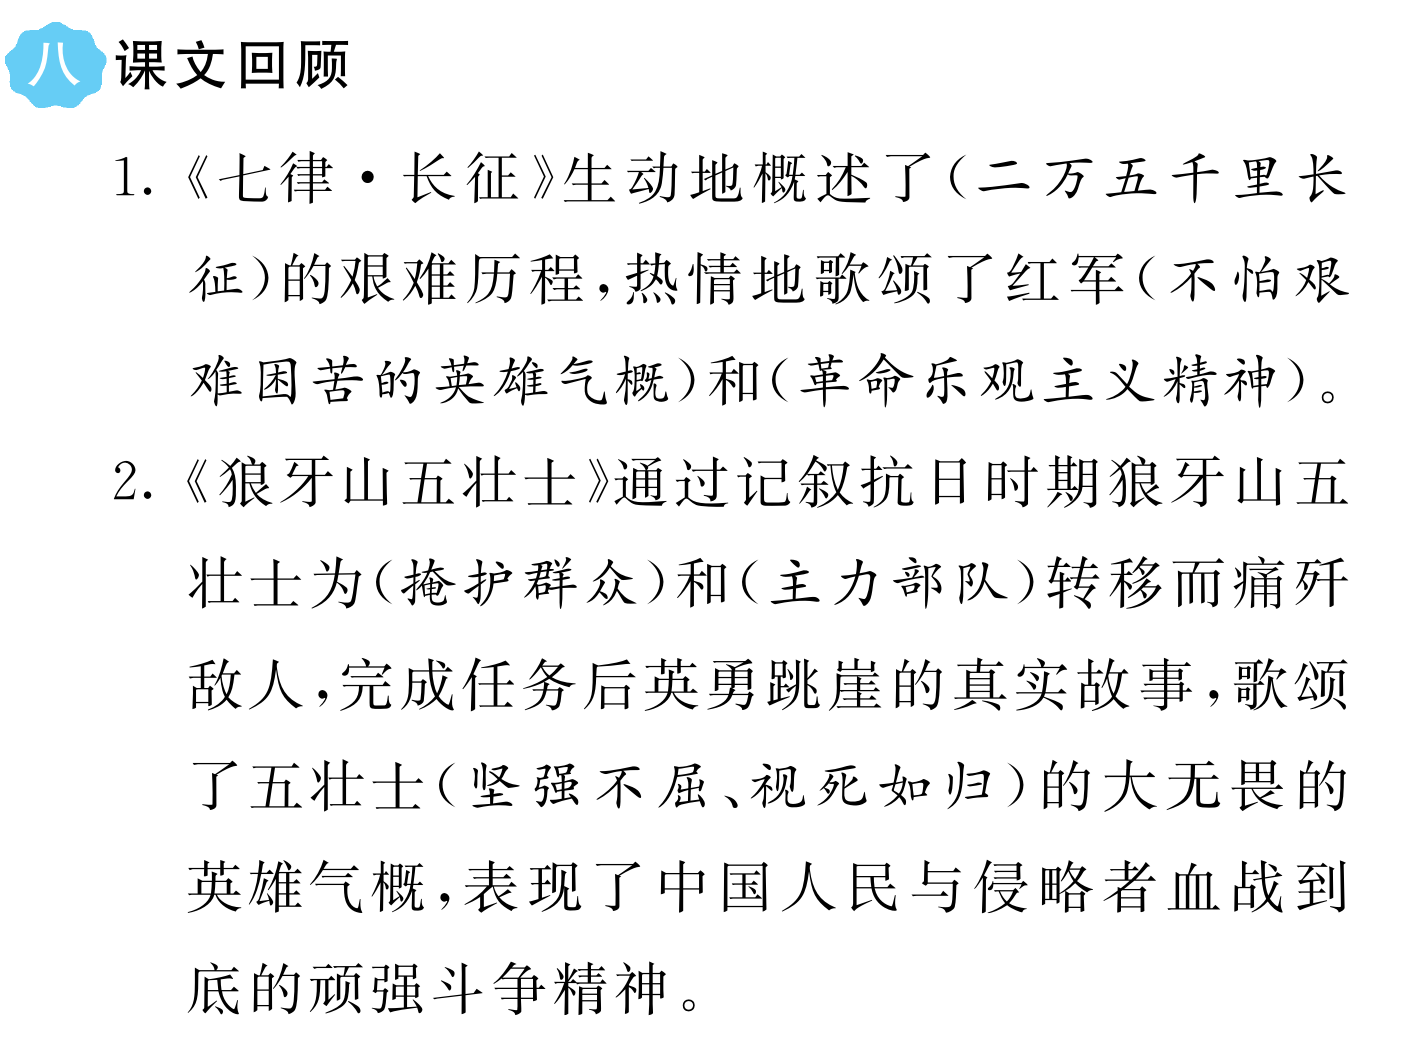 八 课文回顾
1.《七律·长征》生动地概述了(二万五千里长
征)的艰难历程,热情地歌颂了红军(不怕艰
难困苦的英雄气概)和(革命乐观主义精神)。
2.《狼牙山五壮士》通过记叙抗日时期狼牙山五
壮士为(掩护群众)和(主力部队)转移而痛歼
敌人,完成任务后英勇跳崖的真实故事,歌颂
了五壮士(坚强不屈、视死如归)的大无畏的
英雄气概,表现了中国人民与侵略者血战到
底的顽强斗争精神。